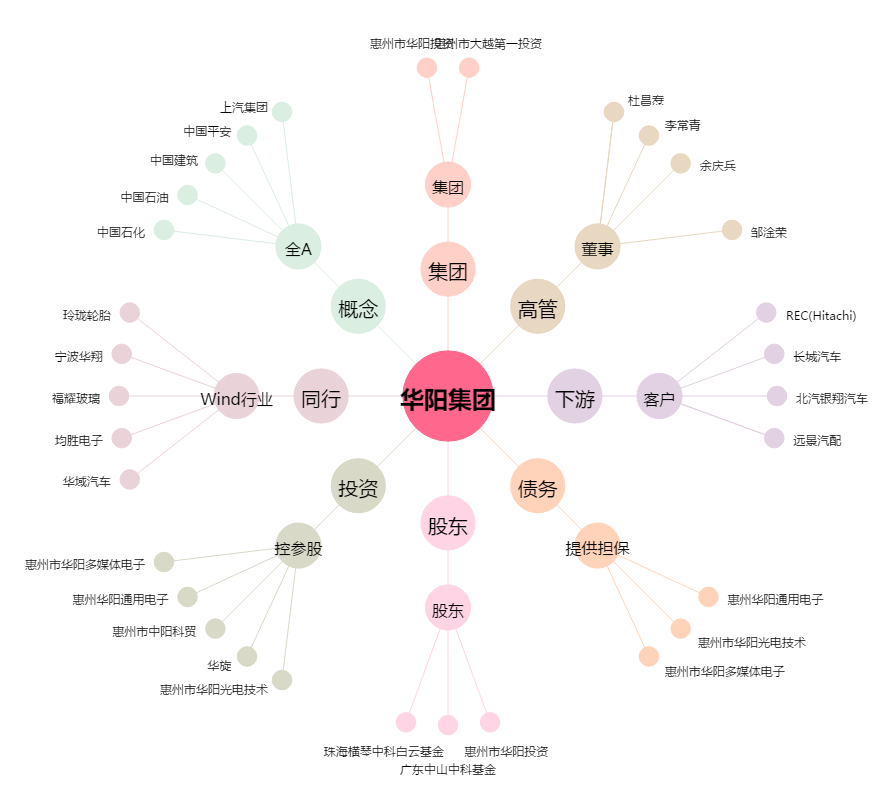 惠州市华阳投资
惠州市大越第一投资
上汽集团
中国平安
中国建筑
中国石油
中国石化
全A
概念
集团
集团
杜昌焘
李常青
余庆兵
邹淦荣
董事
高管
玲珑轮胎
宁波华翔
福耀玻璃
均胜电子
华域汽车
Wind行业
同行
华阳集团
下游
客户
REC(Hitachi)
长城汽车
北汽银翔汽车
远景汽配
投资
控参股
惠州市华阳多媒体电子
惠州华阳通用电子
惠州市中阳科贸
华旋
惠州市华阳光电技术
股东
股东
珠海横琴中科白云基金
广东中山中科基金
惠州市华阳投资
债务
提供担保
惠州华阳通用电子
惠州市华阳光电技术
惠州市华阳多媒体电子